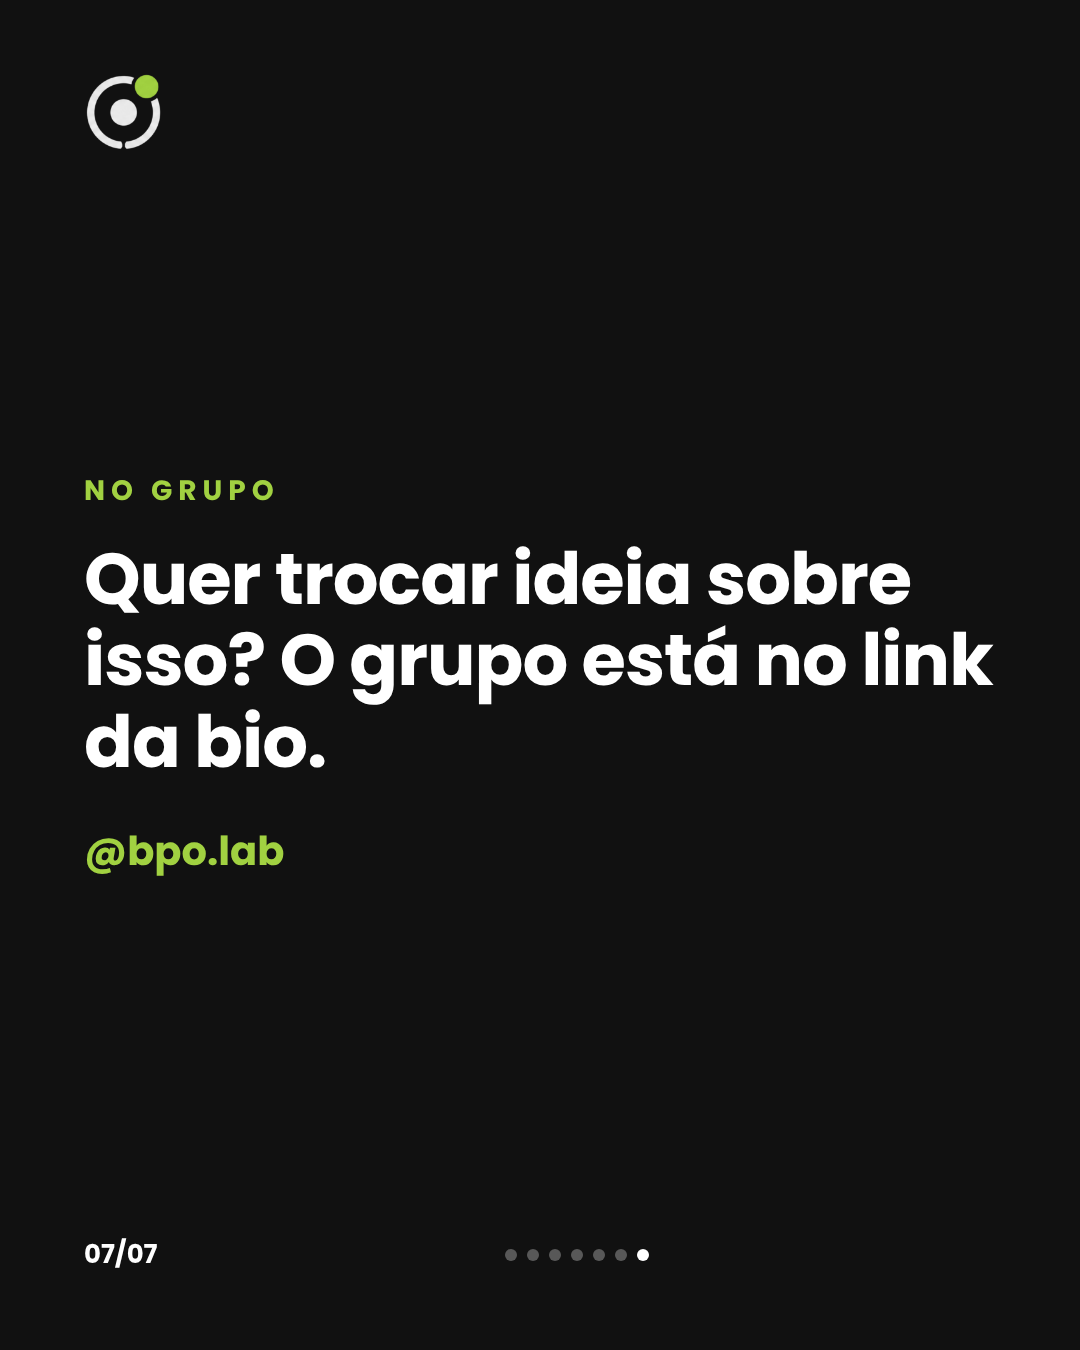 NO GRUPO
Quer trocar ideia sobre
isso? O grupo está no link
da bio.
@bpo.lab
07/07